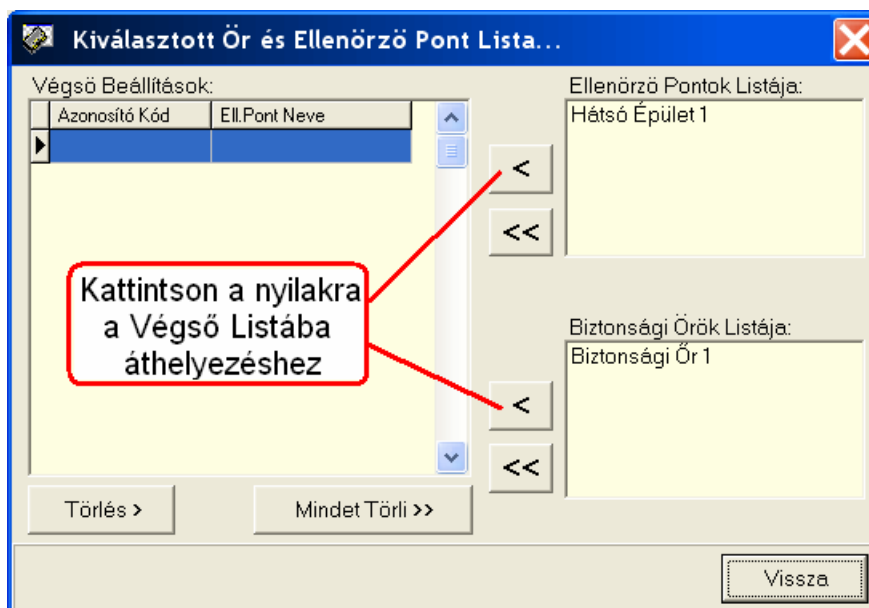 Kiválasztott Ör és Ellenörzö Pont Lista...
Végsö Beállítások:
Azonosító Kód Ell.Pont Neve
<
<<
Kattintson a nyilakra
a Végső Listába
áthelyezéshez
Törlés >
Mindet Törli >>
Ellenörzö Pontok Listája:
Hátsó Épület 1
Biztonsági Örök Listája:
Biztonsági Őr 1
<
<<
Vissza